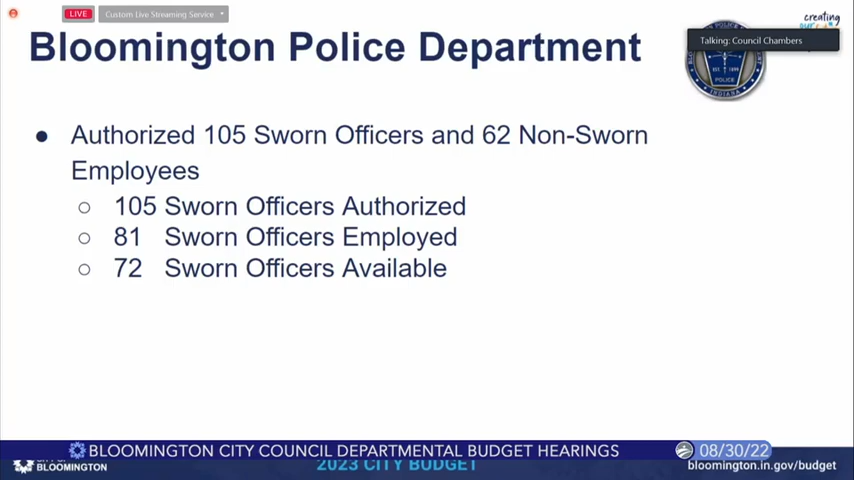 LIVE
Custom Live Streaming Service
creating
Bloomington Police Department
Talking: Council Chambers
POLICE
INDIANA
● Authorized 105 Sworn Officers and 62 Non-Sworn
Employees
○ 105 Sworn Officers Authorized
○ 81 Sworn Officers Employed
○ 72 Sworn Officers Available
BLOOMINGTON CITY COUNCIL DEPARTMENTAL BUDGET HEARINGS
08/30/22
BLOOMINGTON
2023 CITY BUDGET
bloomington.in.gov/budget